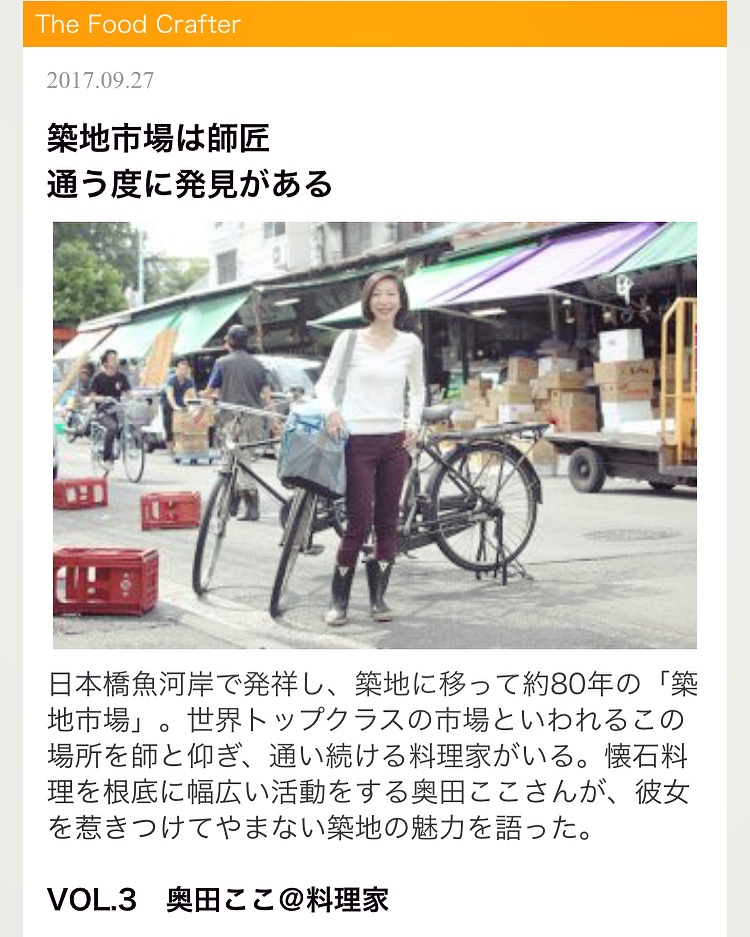 The Food Crafter
2017.09.27
築地市場は師匠
通う度に発見がある
日本橋魚河岸で発祥し、築地に移って約80年の「築
地市場」。世界トップクラスの市場といわれるこの
場所を師と仰ぎ、通い続ける料理家がいる。懐石料
理を根底に幅広い活動をする奥田ここさんが、彼女
を惹きつけてやまない築地の魅力を語った。
VOL.3　奥田ここ@料理家